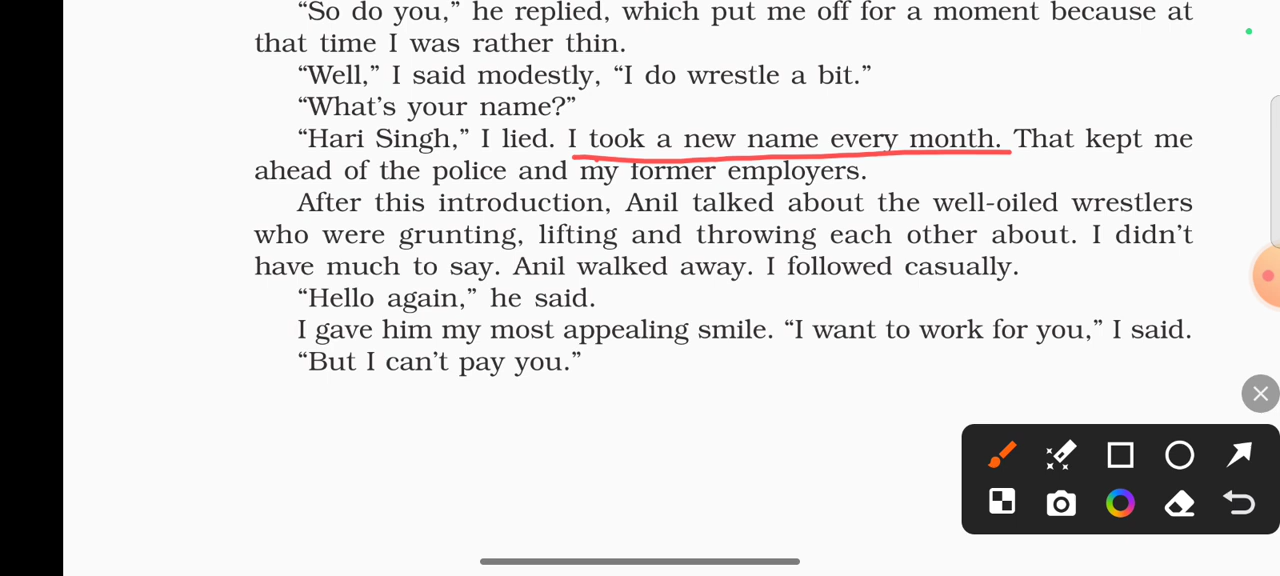 “So do you,” he replied, which put me off for a moment because at
that time I was rather thin.
“Well,” I said modestly, “I do wrestle a bit.”
“What’s your name?”
“Hari Singh,” I lied. I took a new name every month. That kept me
ahead of the police and my former employers.
After this introduction, Anil talked about the well-oiled wrestlers
who were grunting, lifting and throwing each other about. I didn’t
have much to say. Anil walked away. I followed casually.
“Hello again,” he said.
I gave him my most appealing smile. “I want to work for you,” I said.
“But I can’t pay you.”